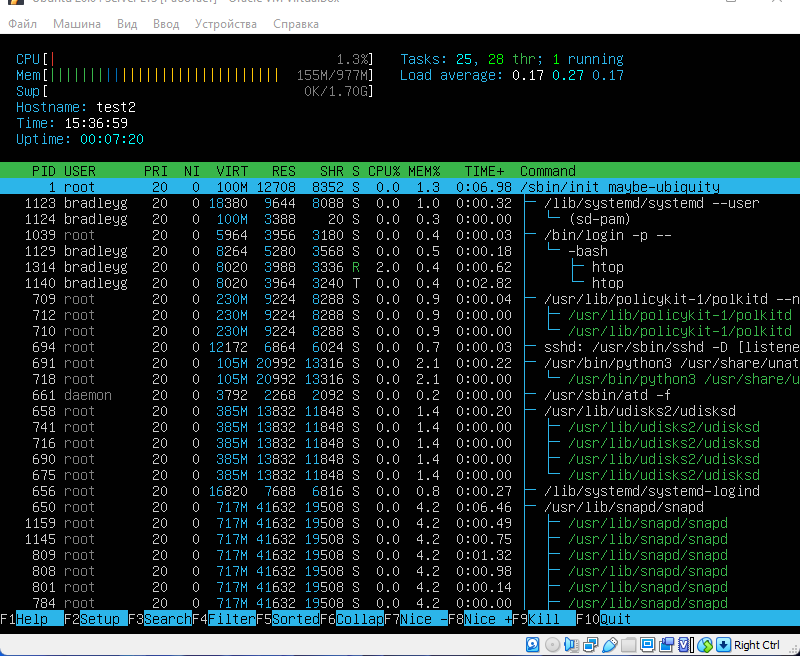 Ubuntu 20.04 server 2.3 [Работает] - Oracle VM VirtualBox
Файл Машина Вид Ввод Устройства Справка
CPU[| 1.3%] Tasks: 25, 28 thr; 1 running
Mem[||||||||||||||||||||||||||||| 155M/977M] Load average: 0.17 0.27 0.17
Swp[ 0K/1.70G]
Hostname: test2
Time: 15:36:59
Uptime: 00:07:20
PID USER PRI NI VIRT RES SHR S CPU% MEM% TIME+ Command
1 root 20 0 100M 12708 8352 S 0.0 1.3 0:06.98 /sbin/init maybe-ubiquity
1123 bradleyg 20 0 18380 9644 8088 S 0.0 1.0 0:00.32 ├─ /lib/systemd/systemd --user
1124 bradleyg 20 0 100M 3388 20 S 0.0 0.3 0:00.00 │ └─ (sd-pam)
1039 root 20 0 5964 3956 3180 S 0.0 0.4 0:00.03 ├─ /bin/login -p --
1129 bradleyg 20 0 8264 5280 3568 S 0.0 0.5 0:00.18 │ └─ -bash
1314 bradleyg 20 0 8020 3988 3336 R 2.0 0.4 0:00.62 │ ├─ htop
1140 bradleyg 20 0 8020 3964 3240 T 0.0 0.4 0:02.82 │ └─ htop
709 root 20 0 230M 9224 8288 S 0.0 0.9 0:00.04 ├─ /usr/lib/policykit-1/polkitd --n
712 root 20 0 230M 9224 8288 S 0.0 0.9 0:00.00 │ ├─ /usr/lib/policykit-1/polkitd
710 root 20 0 230M 9224 8288 S 0.0 0.9 0:00.00 │ └─ /usr/lib/policykit-1/polkitd
694 root 20 0 12172 6864 6024 S 0.0 0.7 0:00.03 ├─ sshd: /usr/sbin/sshd -D [listene
691 root 20 0 105M 20992 13316 S 0.0 2.1 0:00.22 ├─ /usr/bin/python3 /usr/share/unat
718 root 20 0 105M 20992 13316 S 0.0 2.1 0:00.00 │ └─ /usr/bin/python3 /usr/share/u
661 daemon 20 0 3792 2268 2092 S 0.0 0.2 0:00.00 ├─ /usr/sbin/atd -f
658 root 20 0 385M 13832 11848 S 0.0 1.4 0:00.20 ├─ /usr/lib/udisks2/udisksd
741 root 20 0 385M 13832 11848 S 0.0 1.4 0:00.00 │ ├─ /usr/lib/udisks2/udisksd
716 root 20 0 385M 13832 11848 S 0.0 1.4 0:00.00 │ ├─ /usr/lib/udisks2/udisksd
690 root 20 0 385M 13832 11848 S 0.0 1.4 0:00.00 │ ├─ /usr/lib/udisks2/udisksd
675 root 20 0 385M 13832 11848 S 0.0 1.4 0:00.00 │ └─ /usr/lib/udisks2/udisksd
656 root 20 0 16820 7688 6816 S 0.0 0.8 0:00.27 ├─ /lib/systemd/systemd-logind
650 root 20 0 717M 41632 19508 S 0.0 4.2 0:06.46 ├─ /usr/lib/snapd/snapd
1159 root 20 0 717M 41632 19508 S 0.0 4.2 0:00.49 │ ├─ /usr/lib/snapd/snapd
1145 root 20 0 717M 41632 19508 S 0.0 4.2 0:00.75 │ ├─ /usr/lib/snapd/snapd
809 root 20 0 717M 41632 19508 S 0.0 4.2 0:01.32 │ ├─ /usr/lib/snapd/snapd
808 root 20 0 717M 41632 19508 S 0.0 4.2 0:00.98 │ ├─ /usr/lib/snapd/snapd
801 root 20 0 717M 41632 19508 S 0.0 4.2 0:00.14 │ ├─ /usr/lib/snapd/snapd
784 root 20 0 717M 41632 19508 S 0.0 4.2 0:00.00 │ ├─ /usr/lib/snapd/snapd
F1Help F2Setup F3SearchF4FilterF5SortedF6CollapF7Nice -F8Nice +F9Kill F10Quit
Right Ctrl